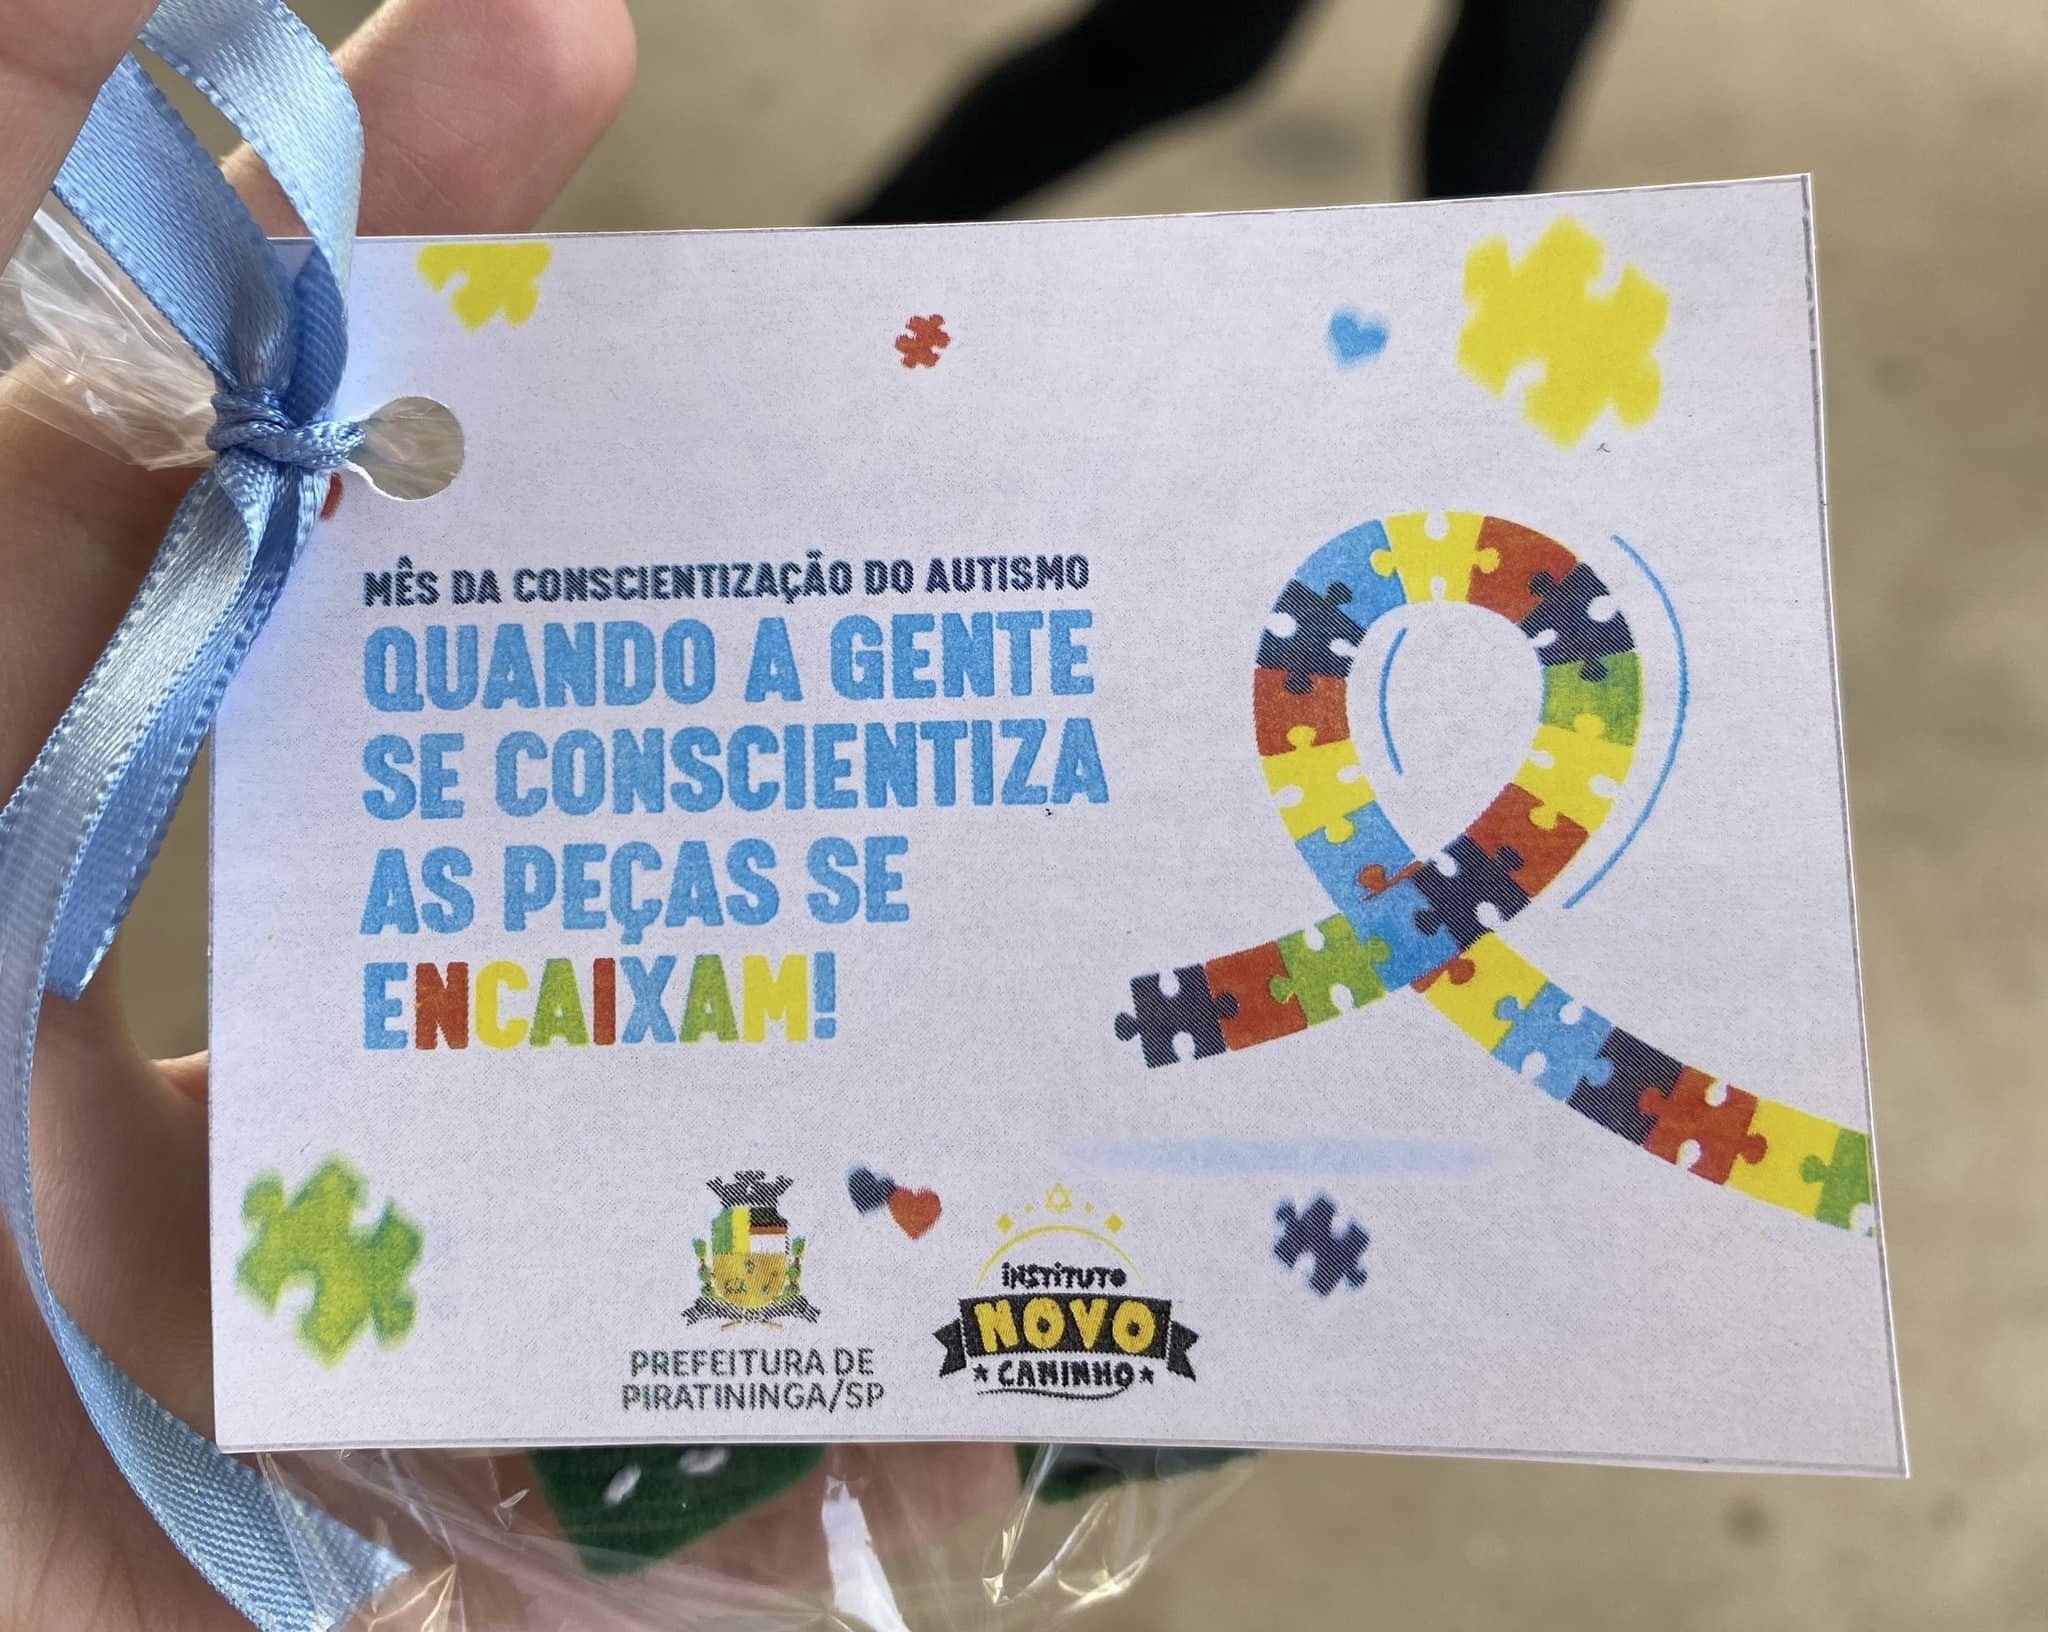 MÊS DA CONSCIENTIZAÇÃO DO AUTISMO
QUANDO A GENTE
SE CONSCIENTIZA
AS PEÇAS SE
ENCAIXAM!
PREFEITURA DE
PIRATININGA/SP
INSTITUTO
NOVO
CAMINHO